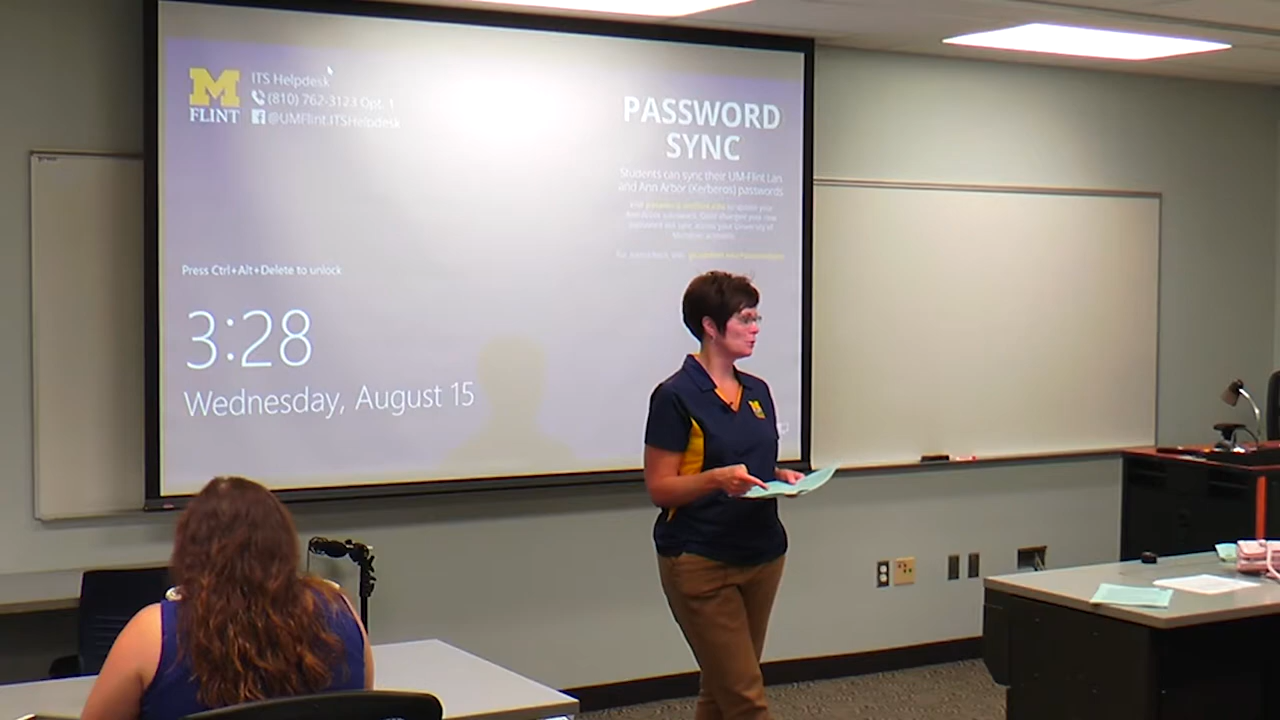 M
FLINT
ITS Helpdesk
(810) 762-3123 Opt. 1
@UMFlint.ITSHelpdesk
PASSWORD
SYNC
Students can sync their UM-Flint Lan
and Ann Arbor (Kerberos) passwords
Press Ctrl+Alt+Delete to unlock
3:28
Wednesday, August 15
M